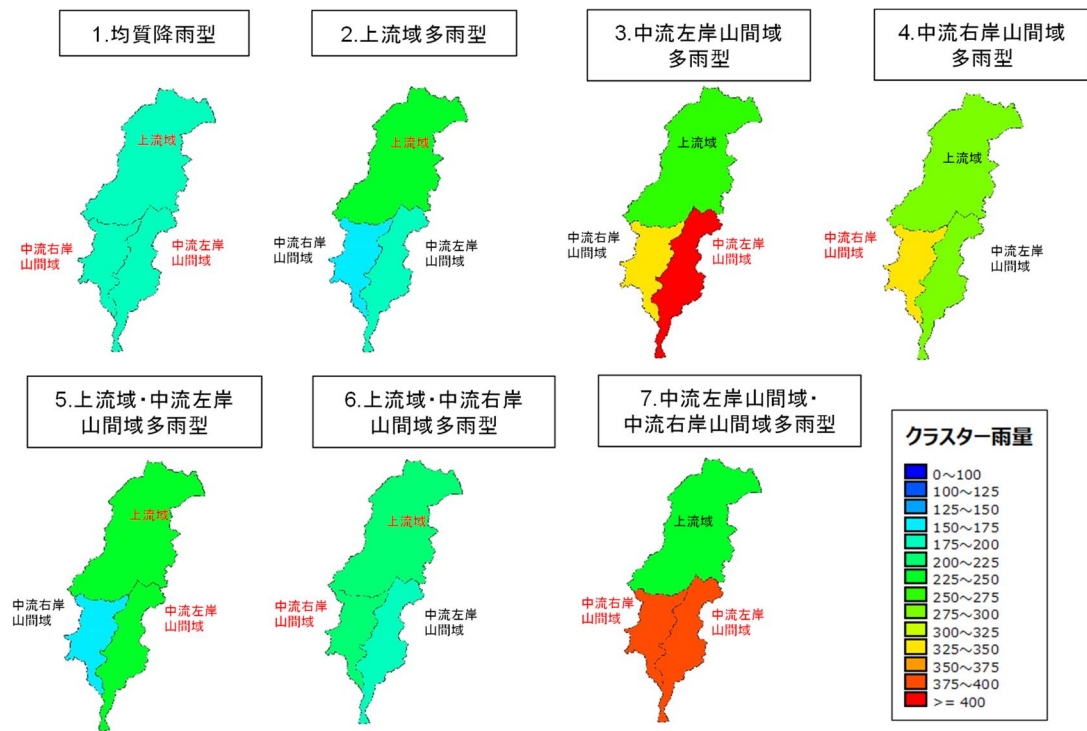 1.均質降雨型
2.上流域多雨型
3.中流左岸山間域
多雨型
4.中流右岸山間域
多雨型
上流域
中流右岸
山間域
中流左岸
山間域
上流域
中流右岸
山間域
中流左岸
山間域
上流域
中流右岸
山間域
中流左岸
山間域
上流域
中流右岸
山間域
中流左岸
山間域
5.上流域・中流左岸
山間域多雨型
6.上流域・中流右岸
山間域多雨型
7.中流左岸山間域・
中流右岸山間域多雨型
上流域
中流右岸
山間域
中流左岸
山間域
上流域
中流右岸
山間域
中流左岸
山間域
上流域
中流右岸
山間域
中流左岸
山間域
クラスター雨量
0～100
100～125
125～150
150～175
175～200
200～225
225～250
250～275
275～300
300～325
325～350
350～375
375～400
>= 400